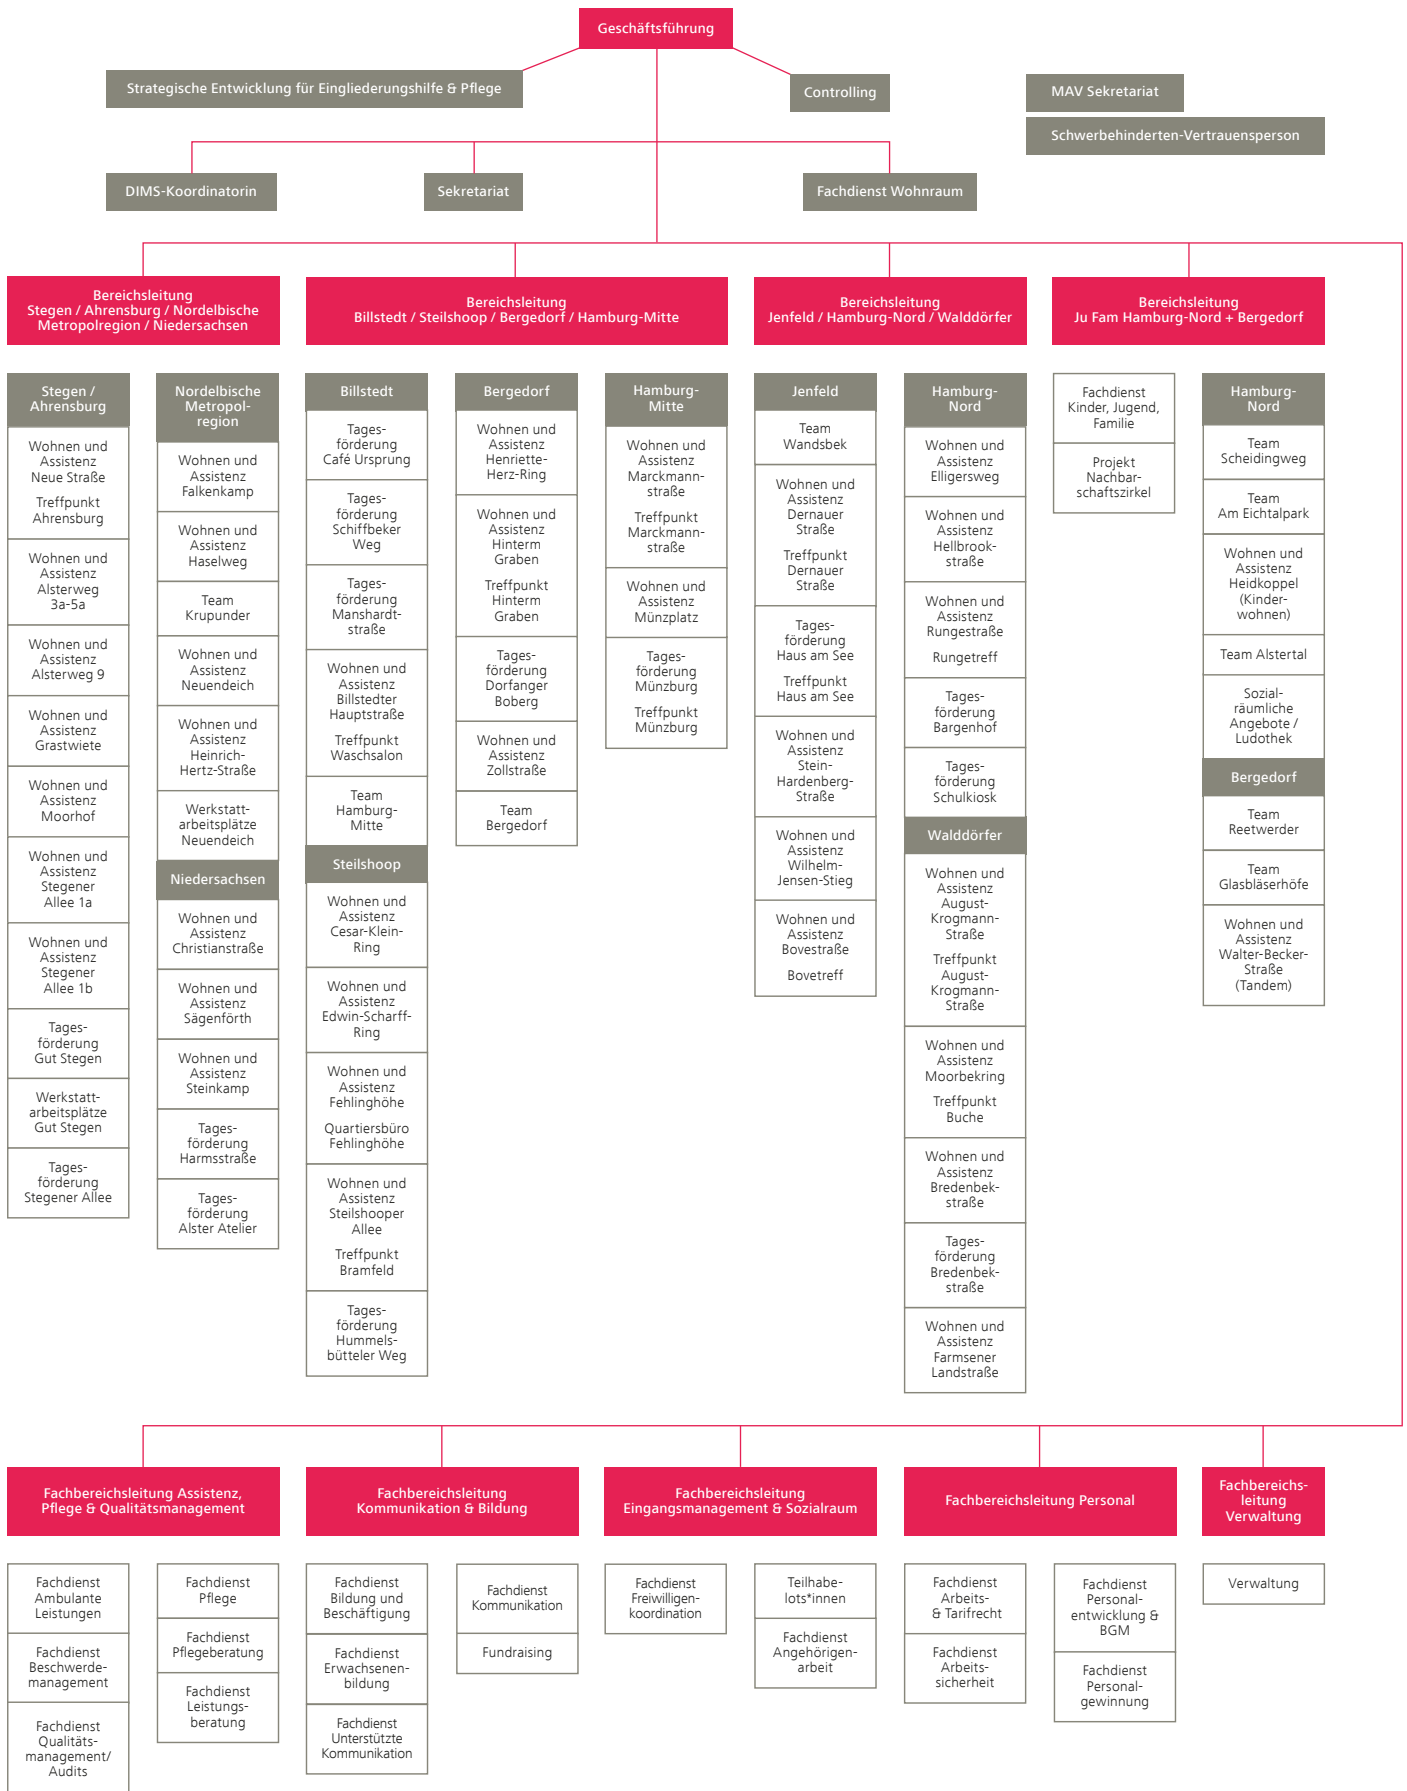 Geschäftsführung
Strategische Entwicklung für Eingliederungshilfe & Pflege
Controlling
MAV Sekretariat
Schwerbehinderten-Vertrauensperson
DIMS-Koordinatorin
Sekretariat
Fachdienst Wohnraum
Bereichsleitung
Stegen / Ahrensburg / Nordelbische
Metropolregion / Niedersachsen
Bereichsleitung
Billstedt / Steilshoop / Bergedorf / Hamburg-Mitte
Bereichsleitung
Jenfeld / Hamburg-Nord / Walddörfer
Bereichsleitung
Ju Fam Hamburg-Nord + Bergedorf
Stegen /
Ahrensburg
Wohnen und
Assistenz
Neue Straße
Treffpunkt
Ahrensburg
Wohnen und
Assistenz
Alsterweg
3a-5a
Wohnen und
Assistenz
Alsterweg 9
Wohnen und
Assistenz
Grastwiete
Wohnen und
Assistenz
Moorhof
Wohnen und
Assistenz
Stegener
Allee 1a
Wohnen und
Assistenz
Stegener
Allee 1b
Tages-
förderung
Gut Stegen
Werkstatt-
arbeitsplätze
Gut Stegen
Tages-
förderung
Stegener Allee
Nordelbische
Metropol-
region
Wohnen und
Assistenz
Falkenkamp
Wohnen und
Assistenz
Haselweg
Team
Krupunder
Wohnen und
Assistenz
Neuendeich
Wohnen und
Assistenz
Heinrich-
Hertz-Straße
Werkstatt-
arbeitsplätze
Neuendeich
Niedersachsen
Wohnen und
Assistenz
Christianstraße
Wohnen und
Assistenz
Sägenförth
Wohnen und
Assistenz
Steinkamp
Tages-
förderung
Harmsstraße
Tages-
förderung
Alster Atelier
Billstedt
Tages-
förderung
Café Ursprung
Tages-
förderung
Schiffbeker
Weg
Tages-
förderung
Manshardt-
straße
Wohnen und
Assistenz
Billstedter
Hauptstraße
Treffpunkt
Waschsalon
Team
Hamburg-
Mitte
Steilshoop
Wohnen und
Assistenz
Cesar-Klein-
Ring
Wohnen und
Assistenz
Edwin-Scharff-
Ring
Wohnen und
Assistenz
Fehlinghöhe
Quartiersbüro
Fehlinghöhe
Wohnen und
Assistenz
Steilshooper
Allee
Treffpunkt
Bramfeld
Tages-
förderung
Hummels-
bütteler Weg
Bergedorf
Wohnen und
Assistenz
Henriette-
Herz-Ring
Wohnen und
Assistenz
Hinterm
Graben
Treffpunkt
Hinterm
Graben
Tages-
förderung
Dorfanger
Boberg
Wohnen und
Assistenz
Zollstraße
Team
Bergedorf
Hamburg-
Mitte
Wohnen und
Assistenz
Marckmann-
straße
Treffpunkt
Marckmann-
straße
Wohnen und
Assistenz
Münzplatz
Tages-
förderung
Münzburg
Treffpunkt
Münzburg
Jenfeld
Team
Wandsbek
Wohnen und
Assistenz
Dernauer
Straße
Treffpunkt
Dernauer
Straße
Tages-
förderung
Haus am See
Treffpunkt
Haus am See
Wohnen und
Assistenz
Stein-
Hardenberg-
Straße
Wohnen und
Assistenz
Wilhelm-
Jensen-Stieg
Wohnen und
Assistenz
Bovestraße
Bovetreff
Hamburg-
Nord
Wohnen und
Assistenz
Elligersweg
Wohnen und
Assistenz
Hellbrook-
straße
Wohnen und
Assistenz
Rungestraße
Rungetreff
Tages-
förderung
Bargenhof
Tages-
förderung
Schulkiosk
Walddörfer
Wohnen und
Assistenz
August-
Krogmann-
Straße
Treffpunkt
August-
Krogmann-
Straße
Wohnen und
Assistenz
Moorbekring
Treffpunkt
Buche
Wohnen und
Assistenz
Bredenbek-
straße
Tages-
förderung
Bredenbek-
straße
Wohnen und
Assistenz
Farmsener
Landstraße
Fachdienst
Kinder, Jugend,
Familie
Projekt
Nachbar-
schaftszirkel
Hamburg-
Nord
Team
Scheidingweg
Team
Am Eichtalpark
Wohnen und
Assistenz
Heidkoppel
(Kinder-
wohnen)
Team Alstertal
Sozial-
räumliche
Angebote /
Ludothek
Bergedorf
Team
Reetwerder
Team
Glasbläserhöfe
Wohnen und
Assistenz
Walter-Becker-
Straße
(Tandem)
Fachbereichsleitung Assistenz,
Pflege & Qualitätsmanagement
Fachbereichsleitung
Kommunikation & Bildung
Fachbereichsleitung
Eingangsmanagement & Sozialraum
Fachbereichsleitung Personal
Fachbereichs-
leitung
Verwaltung
Fachdienst
Ambulante
Leistungen
Fachdienst
Beschwerde-
management
Fachdienst
Qualitäts-
management/
Audits
Fachdienst
Pflege
Fachdienst
Pflegeberatung
Fachdienst
Leistungs-
beratung
Fachdienst
Bildung und
Beschäftigung
Fachdienst
Erwachsenen-
bildung
Fachdienst
Unterstützte
Kommunikation
Fachdienst
Kommunikation
Fundraising
Fachdienst
Freiwilligen-
koordination
Teilhabe-
lots*innen
Fachdienst
Angehörigen-
arbeit
Fachdienst
Arbeits-
& Tarifrecht
Fachdienst
Arbeits-
sicherheit
Fachdienst
Personal-
entwicklung &
BGM
Fachdienst
Personal-
gewinnung
Verwaltung